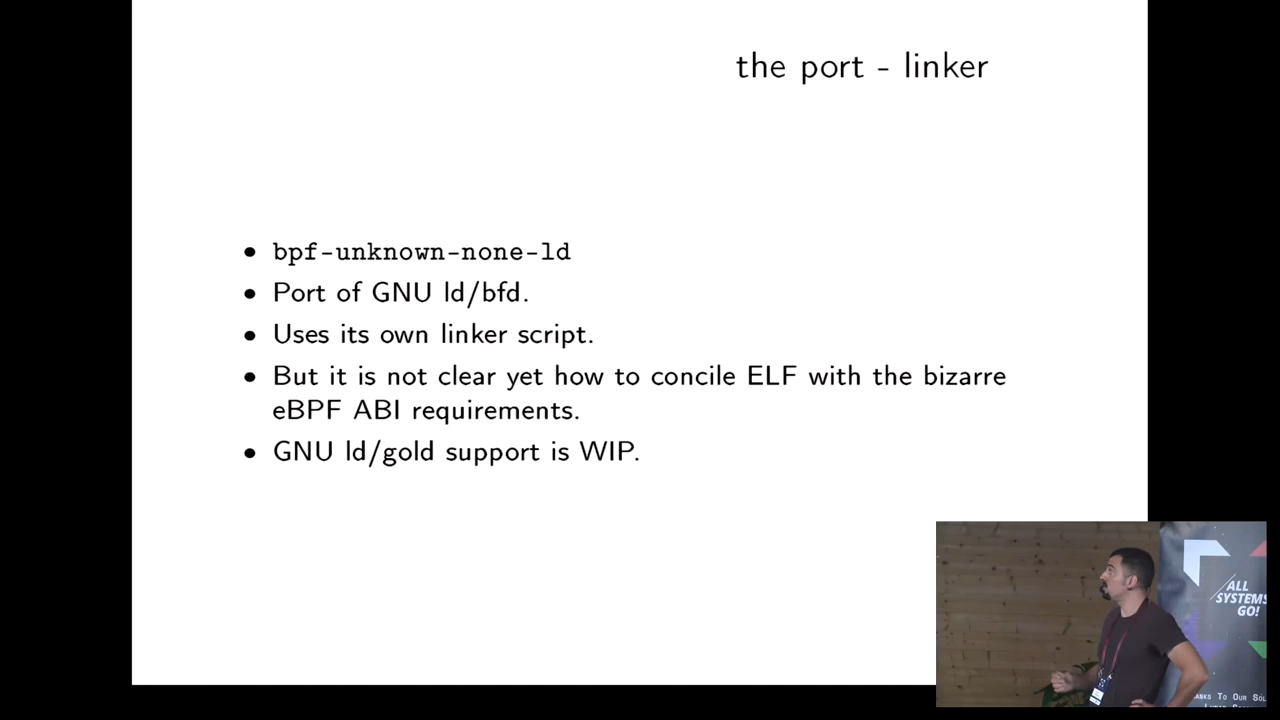 the port - linker
• bpf-unknown-none-ld
• Port of GNU ld/bfd.
• Uses its own linker script.
• But it is not clear yet how to concile ELF with the bizarre
eBPF ABI requirements.
• GNU ld/gold support is WIP.
ALL
SYSTEMS
GO!
To Our